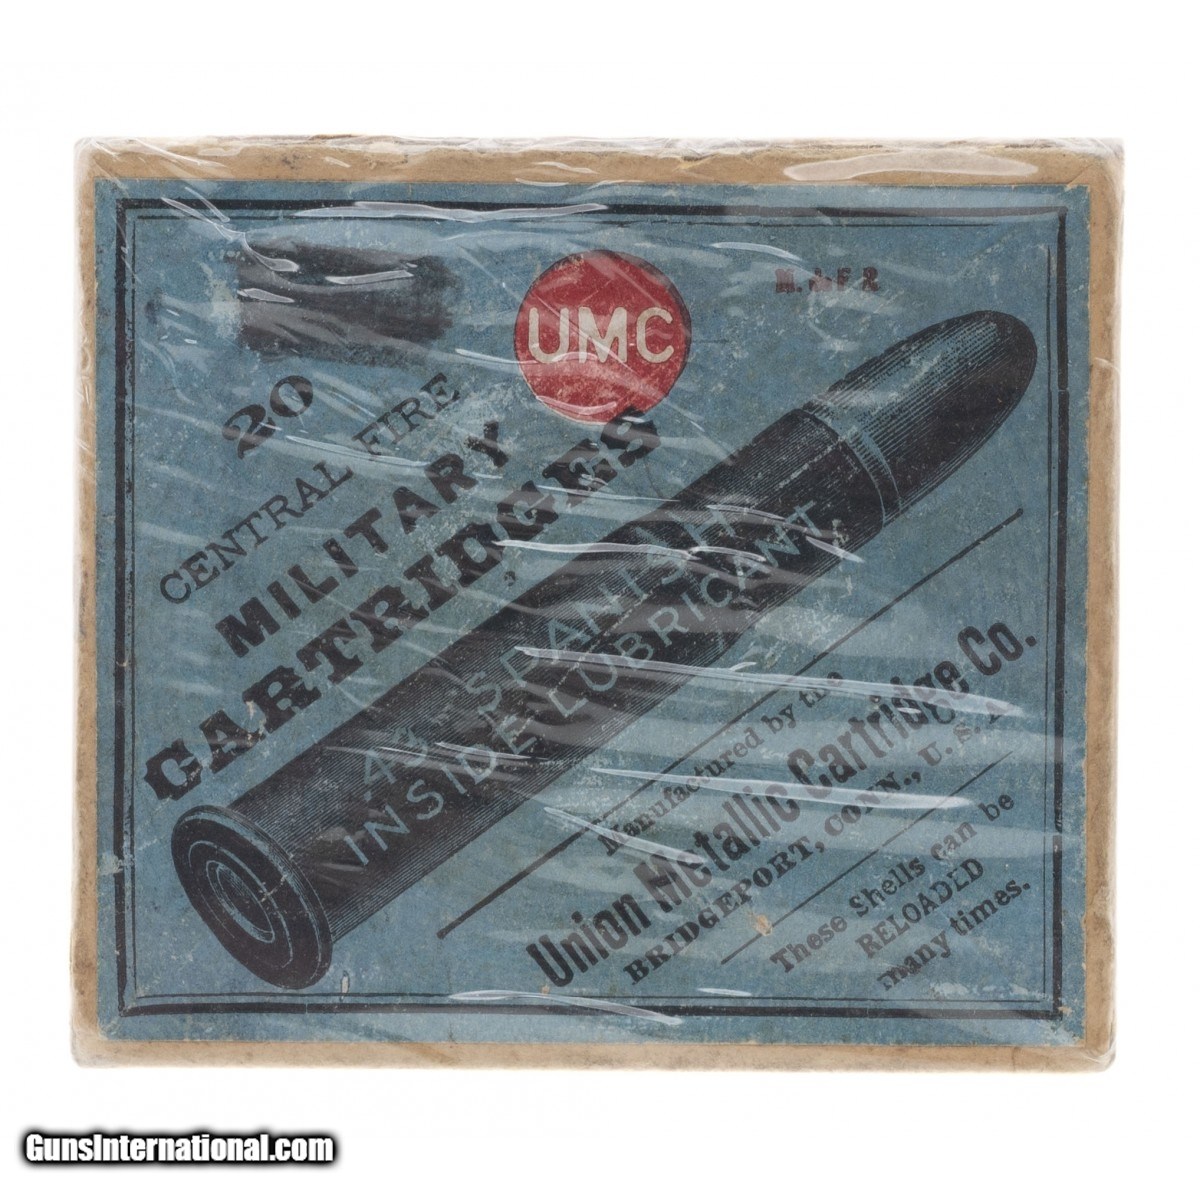 UMC
20
CENTRAL FIRE
MILITARY
CARTRIDGES
43 SPANISH
INSIDE LUBRICANT.
Manufactured by the
Union Metallic Cartridge Co.
BRIDGEPORT, CONN., U.S.A
These Shells can be
RELOADED
many times.
GunsInternational.com